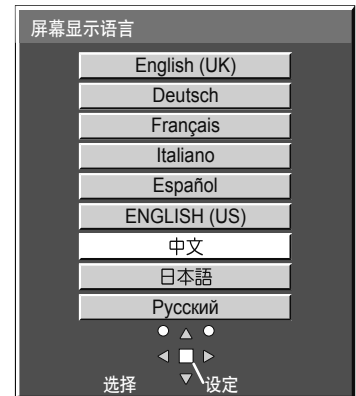 屏幕显示语言
English (UK)
Deutsch
Français
Italiano
Español
ENGLISH (US)
中文
日本語
Русский
选择 设定